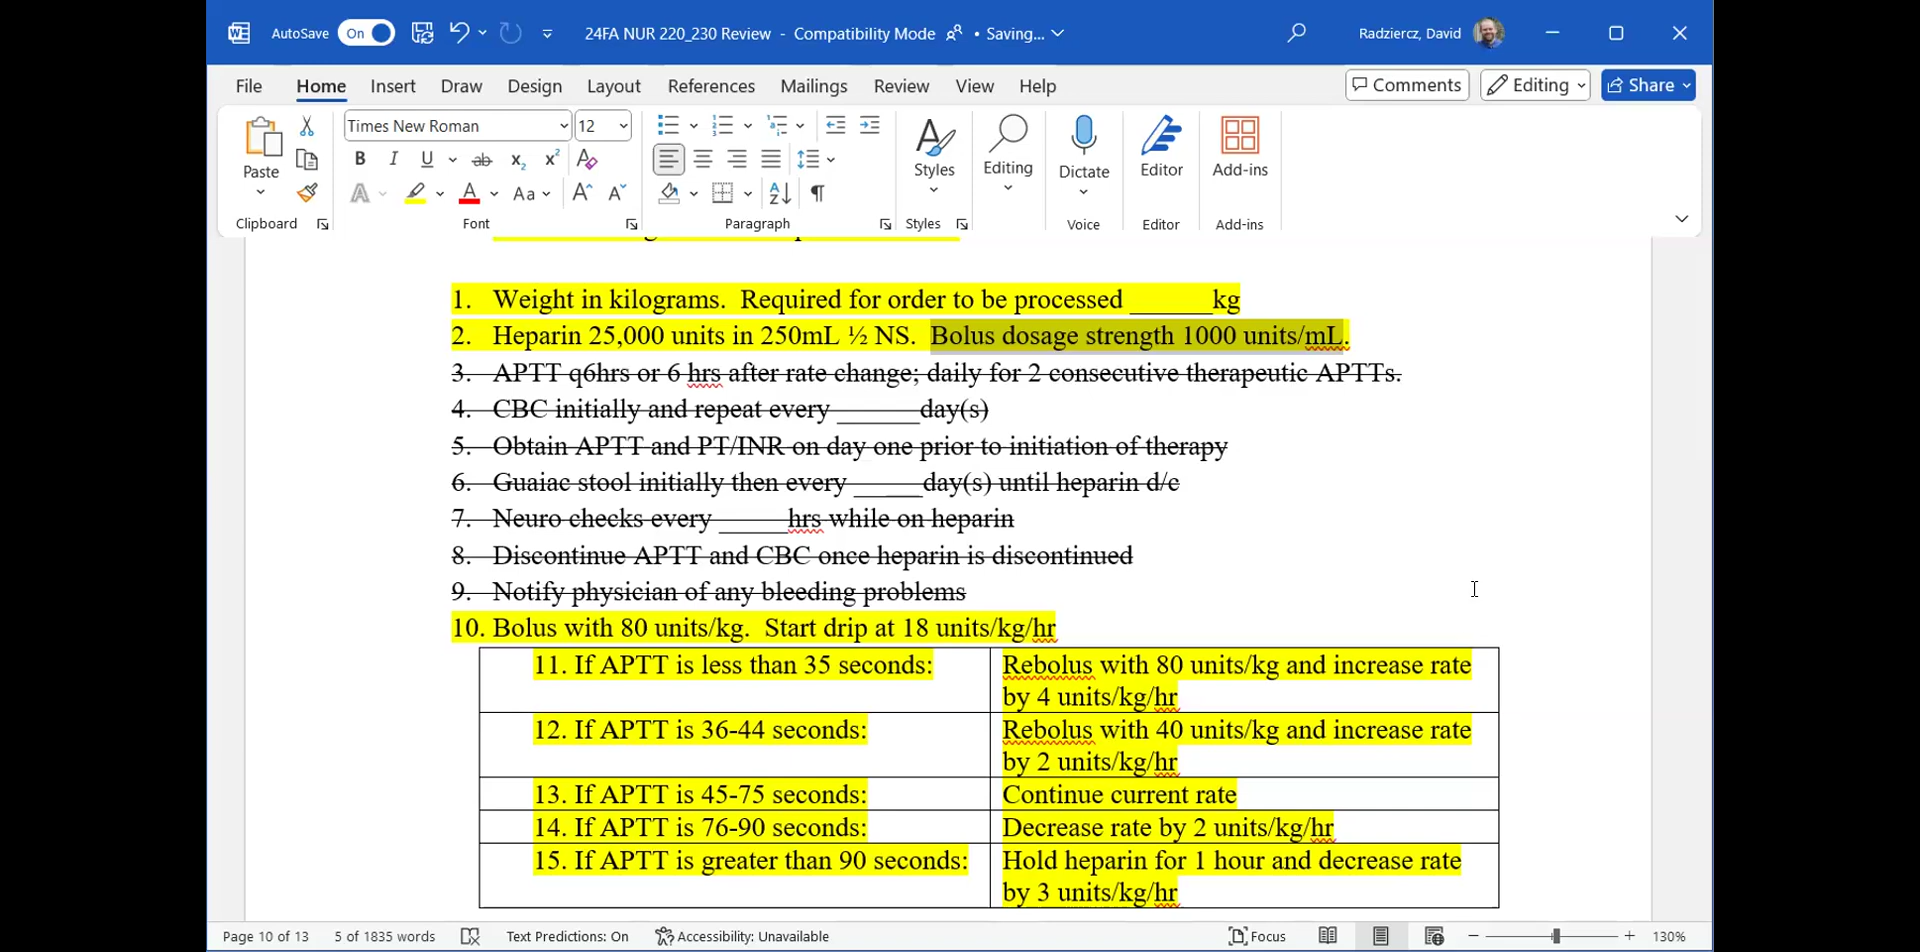 AutoSave On 24FA NUR 220_230 Review - Compatibility Mode • Saving... Radzierz, David
File Home Insert Draw Design Layout References Mailings Review View Help Comments Editing Share
Times New Roman 12
Paste Styles Editing Dictate Editor Add-ins
Clipboard Font Paragraph Styles Voice Editor Add-ins
1. Weight in kilograms. Required for order to be processed ______kg
2. Heparin 25,000 units in 250mL ½ NS. Bolus dosage strength 1000 units/mL.
3. APTT q6hrs or 6 hrs after rate change; daily for 2 consecutive therapeutic APTTs.
4. CBC initially and repeat every ______day(s)
5. Obtain APTT and PT/INR on day one prior to initiation of therapy
6. Guaiac stool initially then every _____day(s) until heparin d/c
7. Neuro checks every _____hrs while on heparin
8. Discontinue APTT and CBC once heparin is discontinued
9. Notify physician of any bleeding problems
10. Bolus with 80 units/kg. Start drip at 18 units/kg/hr
11. If APTT is less than 35 seconds: Rebolus with 80 units/kg and increase rate
by 4 units/kg/hr
12. If APTT is 36-44 seconds: Rebolus with 40 units/kg and increase rate
by 2 units/kg/hr
13. If APTT is 45-75 seconds: Continue current rate
14. If APTT is 76-90 seconds: Decrease rate by 2 units/kg/hr
15. If APTT is greater than 90 seconds: Hold heparin for 1 hour and decrease rate
by 3 units/kg/hr
Page 10 of 13 5 of 1835 words Text Predictions: On Accessibility: Unavailable Focus 130%